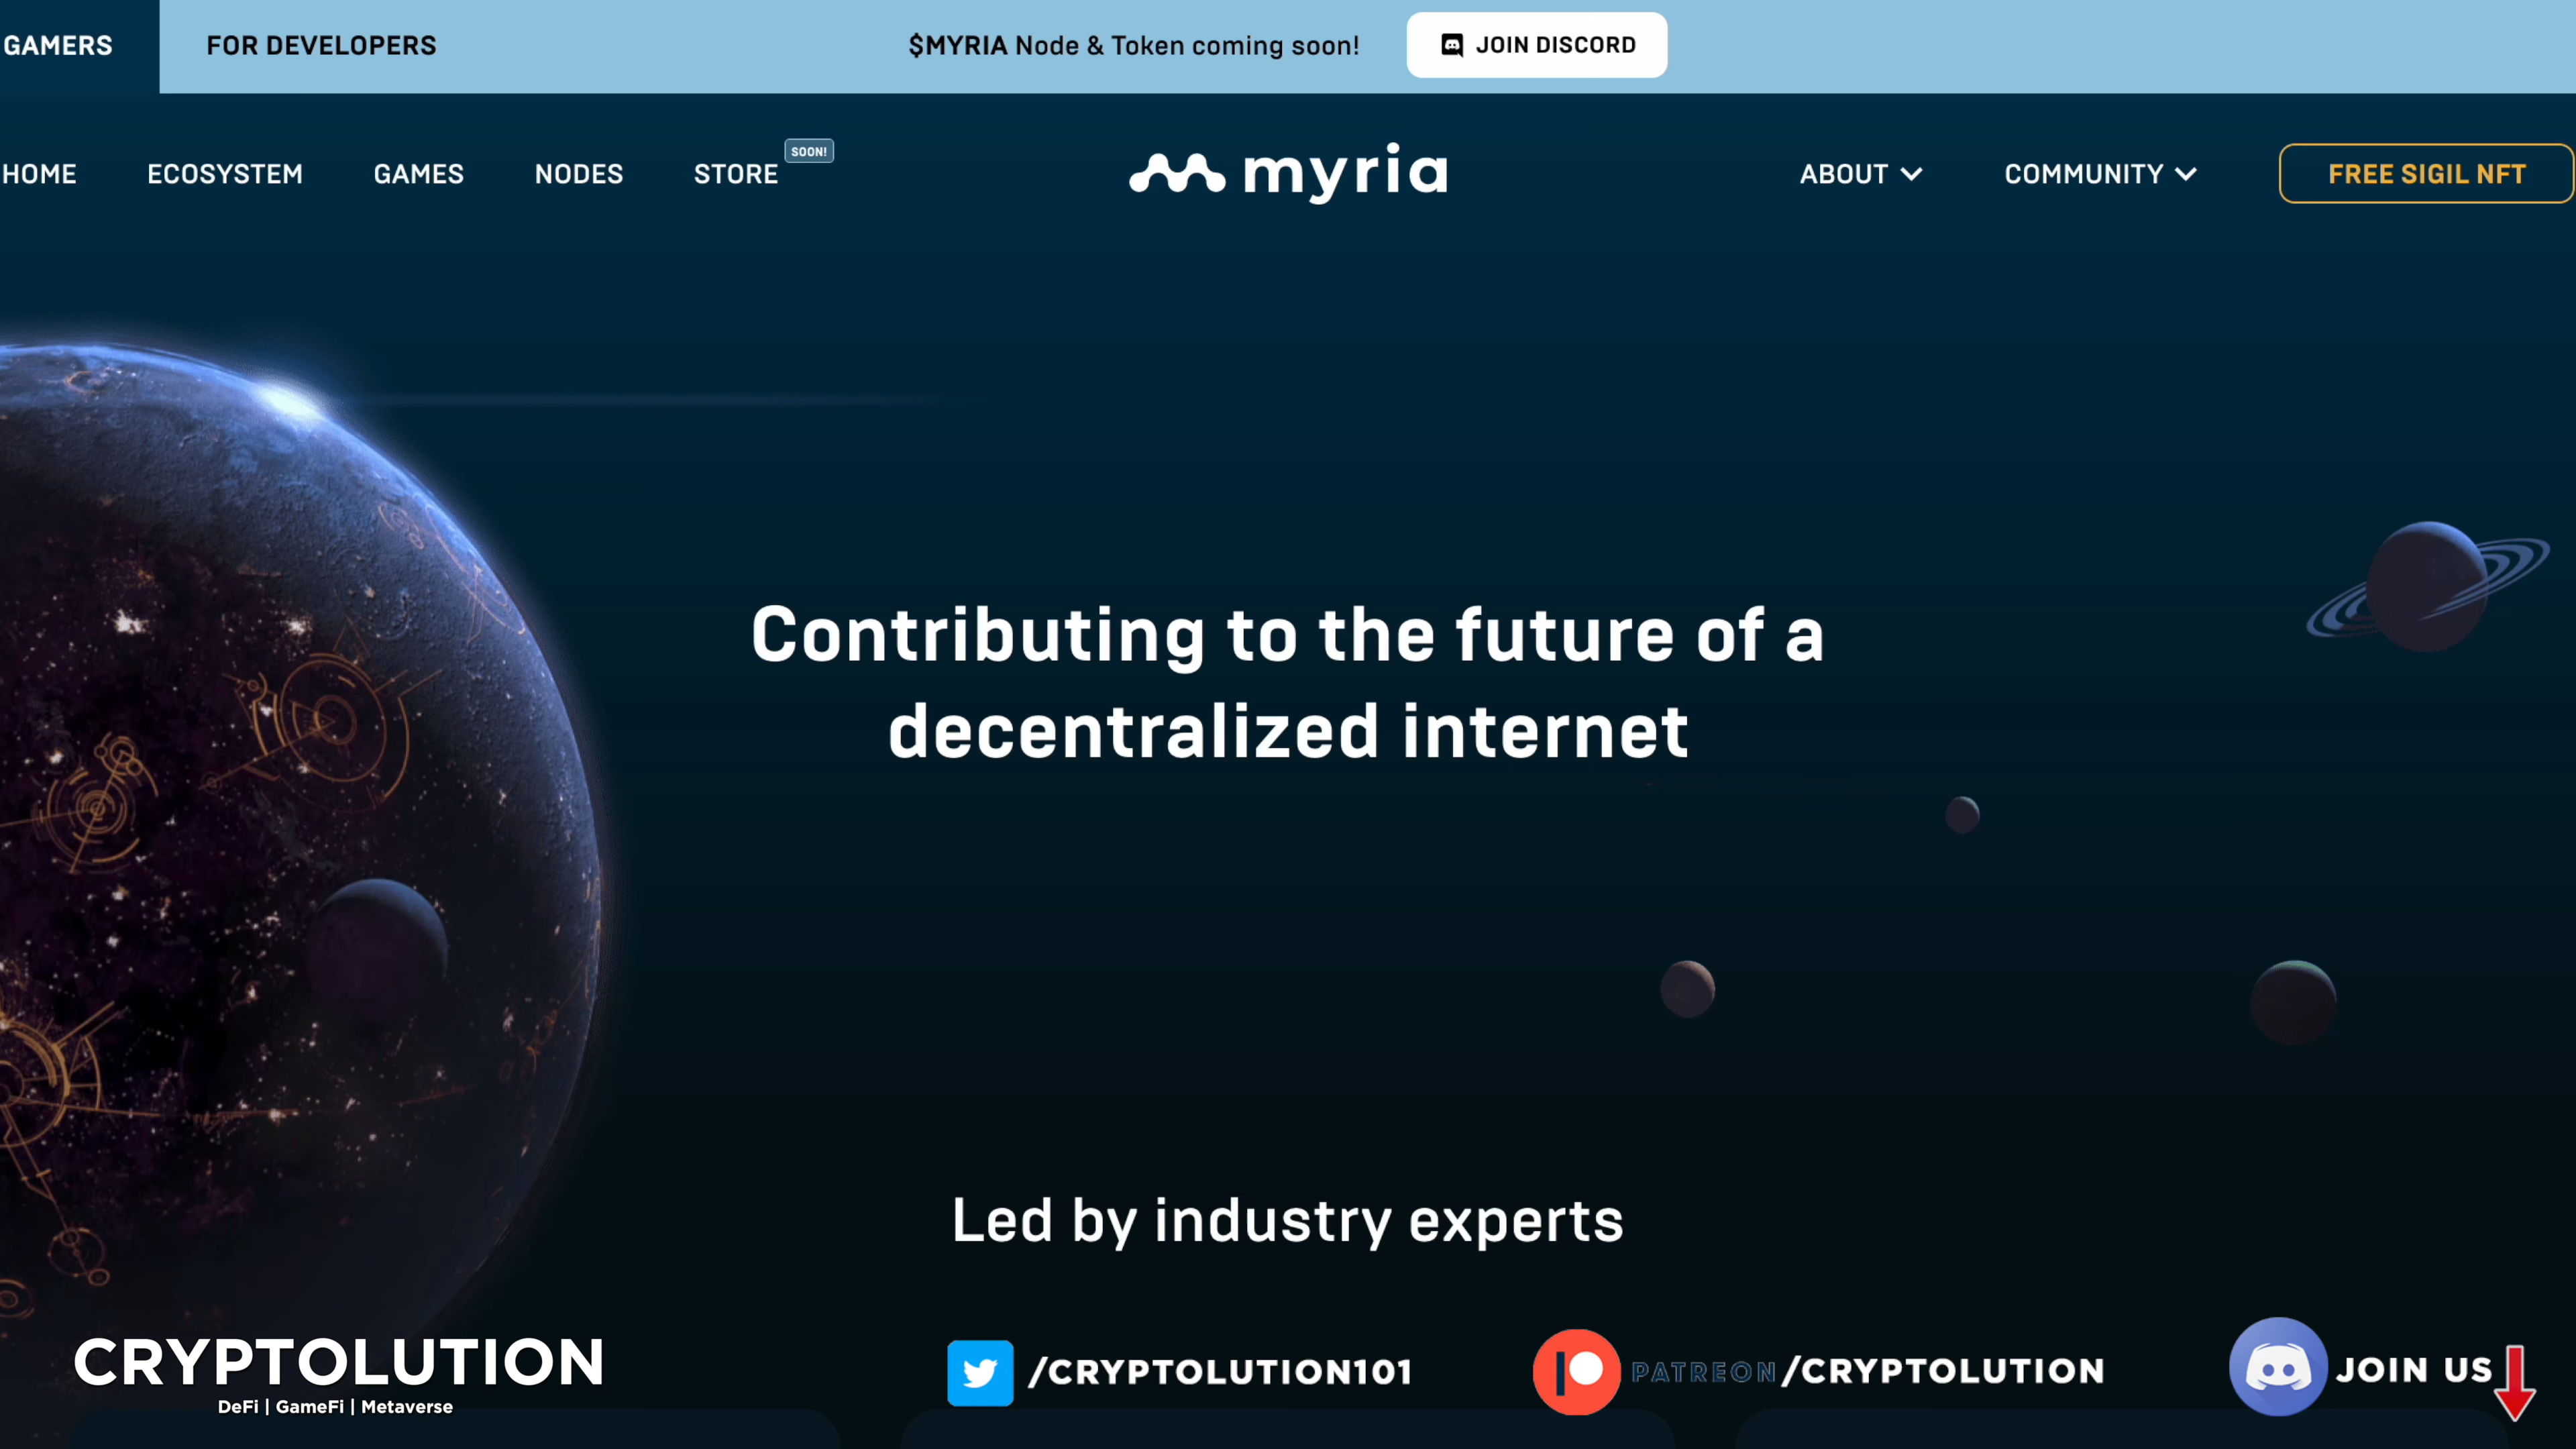 GAMERS
FOR DEVELOPERS
$MYRIA Node & Token coming soon!
JOIN DISCORD
HOME
ECOSYSTEM
GAMES
NODES
STORE
SOON!
myria
ABOUT
COMMUNITY
FREE SIGIL NFT
Contributing to the future of a
decentralized internet
Led by industry experts
CRYPTOLUTION
DeFi | GameFi | Metaverse
/CRYPTOLUTION101
PATREON /CRYPTOLUTION
JOIN US